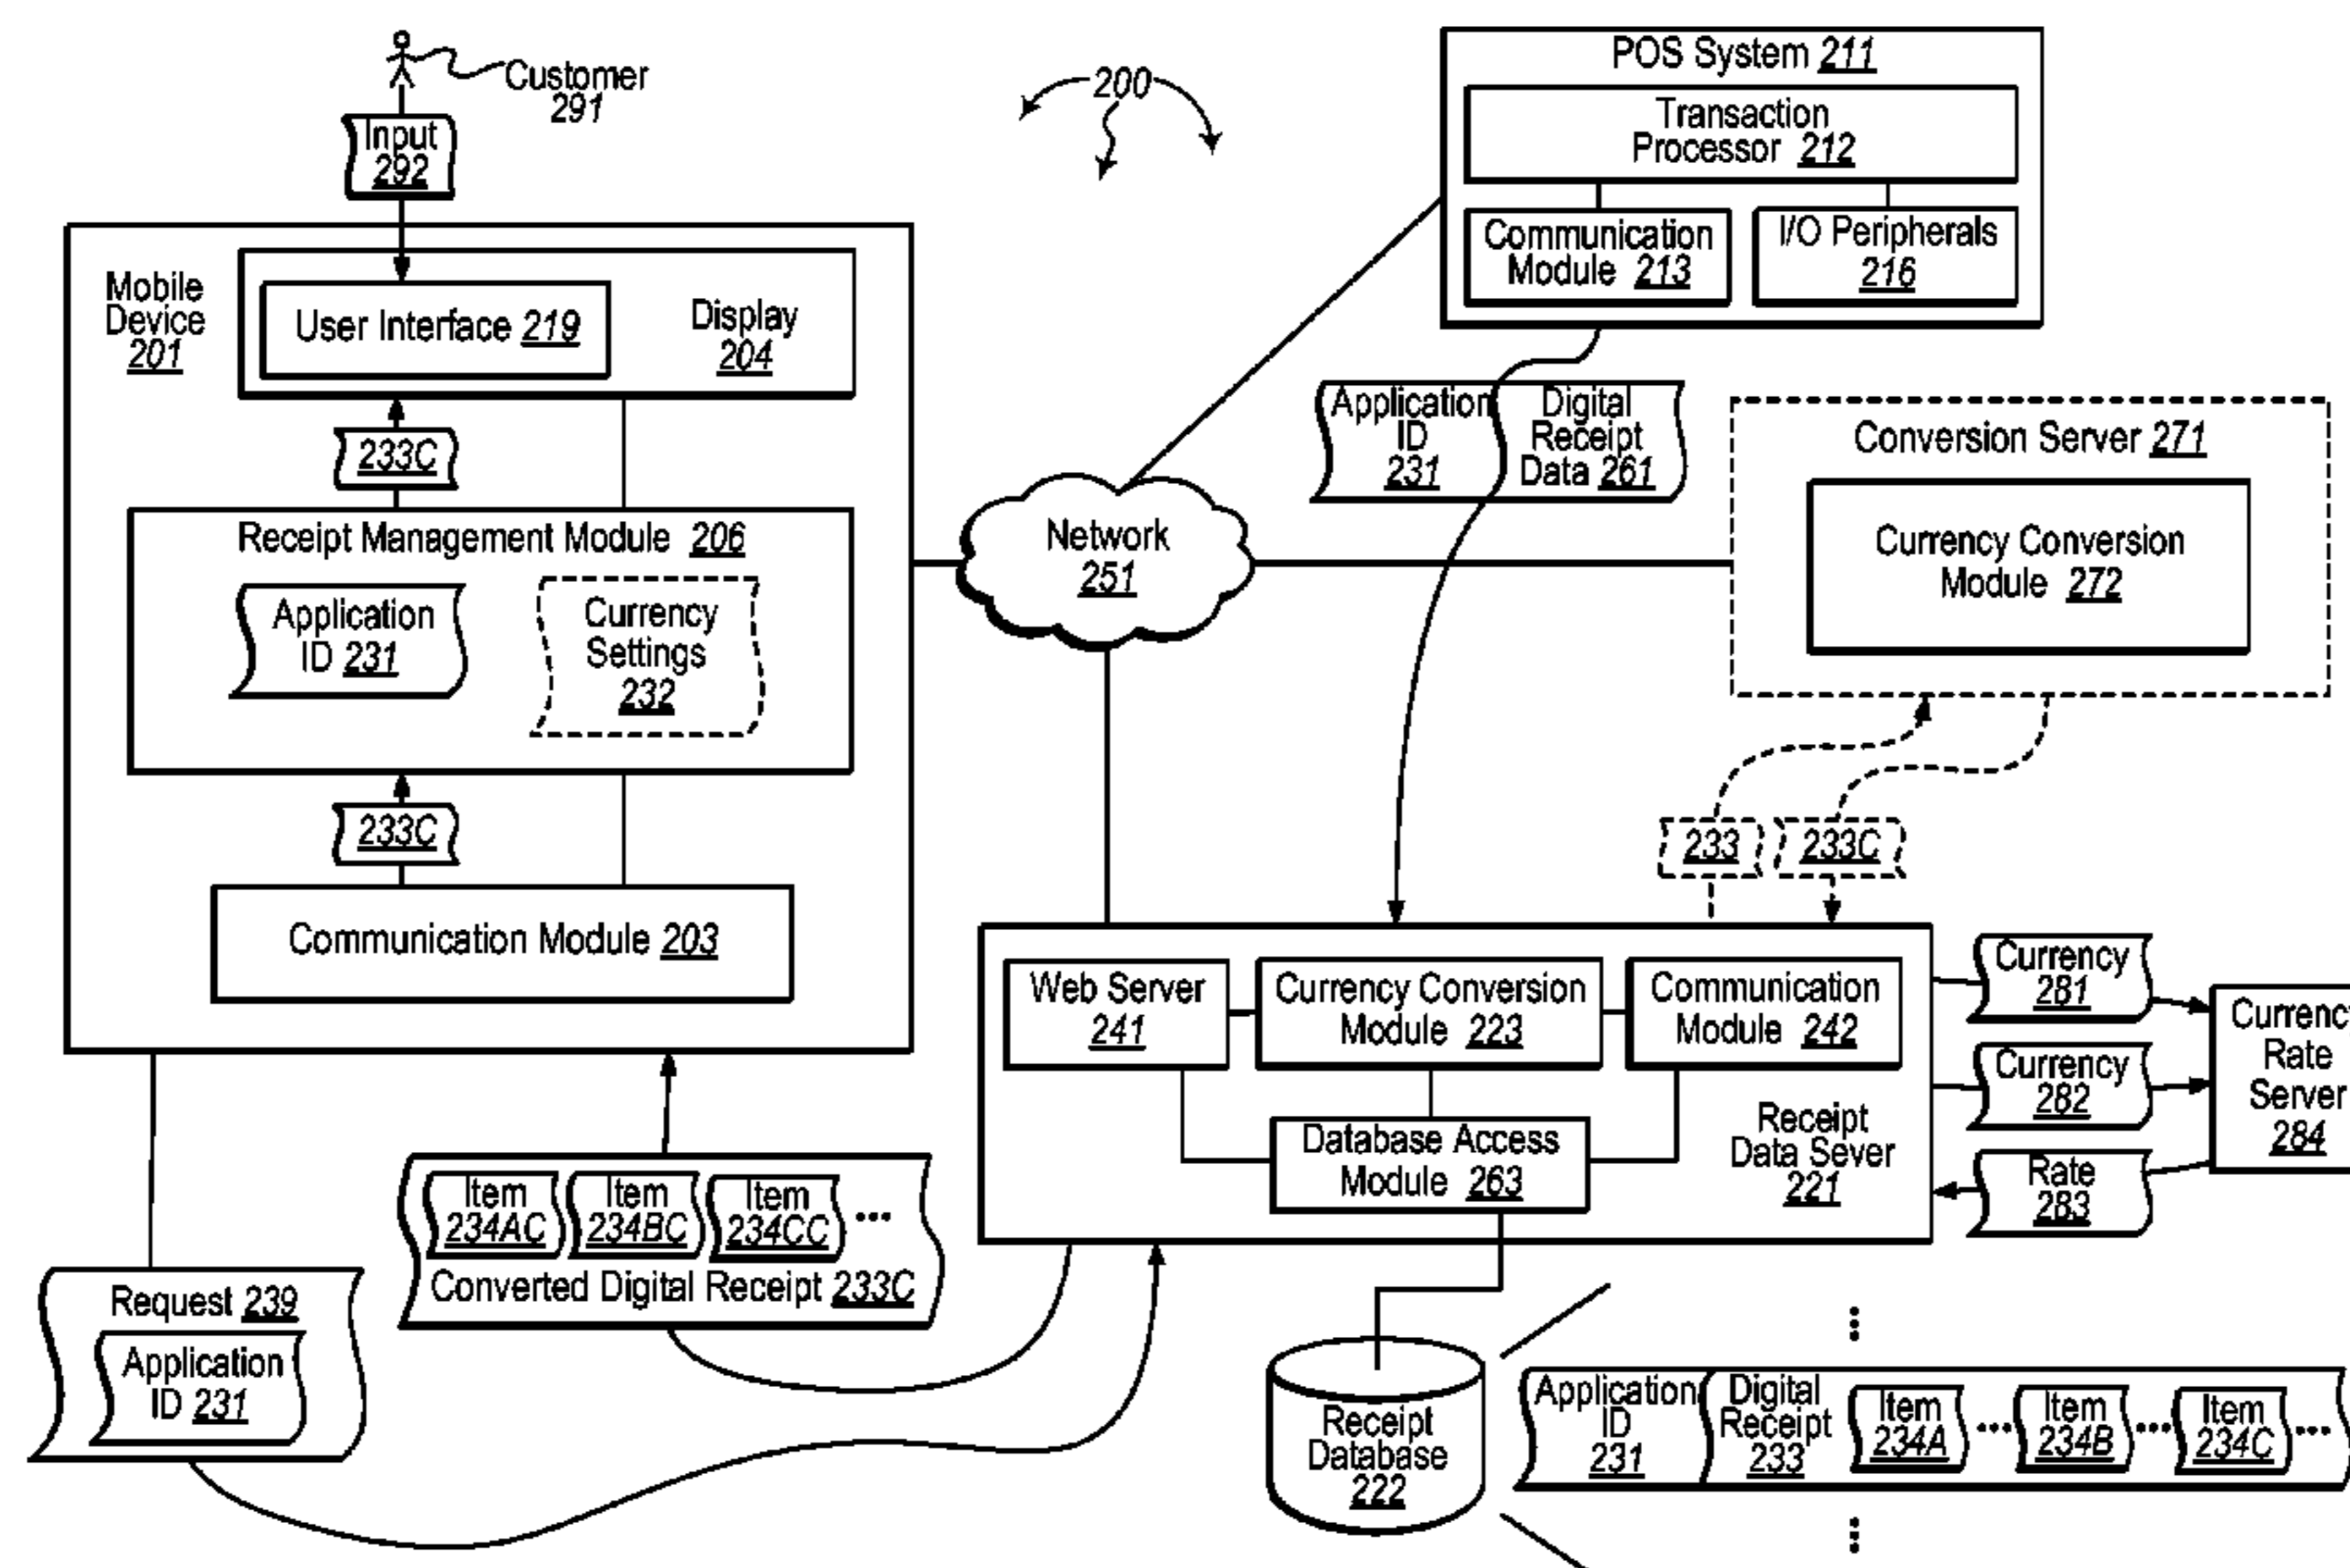 Customer
291
Input
292
200
POS System 211
Transaction
Processor 212
Communication
Module 213
I/O Peripherals
216
Mobile
Device
201
User Interface 219
Display
204
233C
Receipt Management Module 206
Application
ID 231
Currency
Settings
232
233C
Communication Module 203
Network
251
Application
ID
231
Digital
Receipt
Data 261
Conversion Server 271
Currency Conversion
Module 272
233
233C
Web Server
241
Currency Conversion
Module 223
Communication
Module 242
Database Access
Module 263
Receipt
Data Sever
221
Currency
281
Currency
282
Rate
283
Currency
Rate
Server
284
Item
234AC
Item
234BC
Item
234CC
...
Converted Digital Receipt 233C
Request 239
Application
ID 231
Receipt
Database
222
Application
ID
231
Digital
Receipt
233
Item
234A
...
Item
234B
...
Item
234C
...